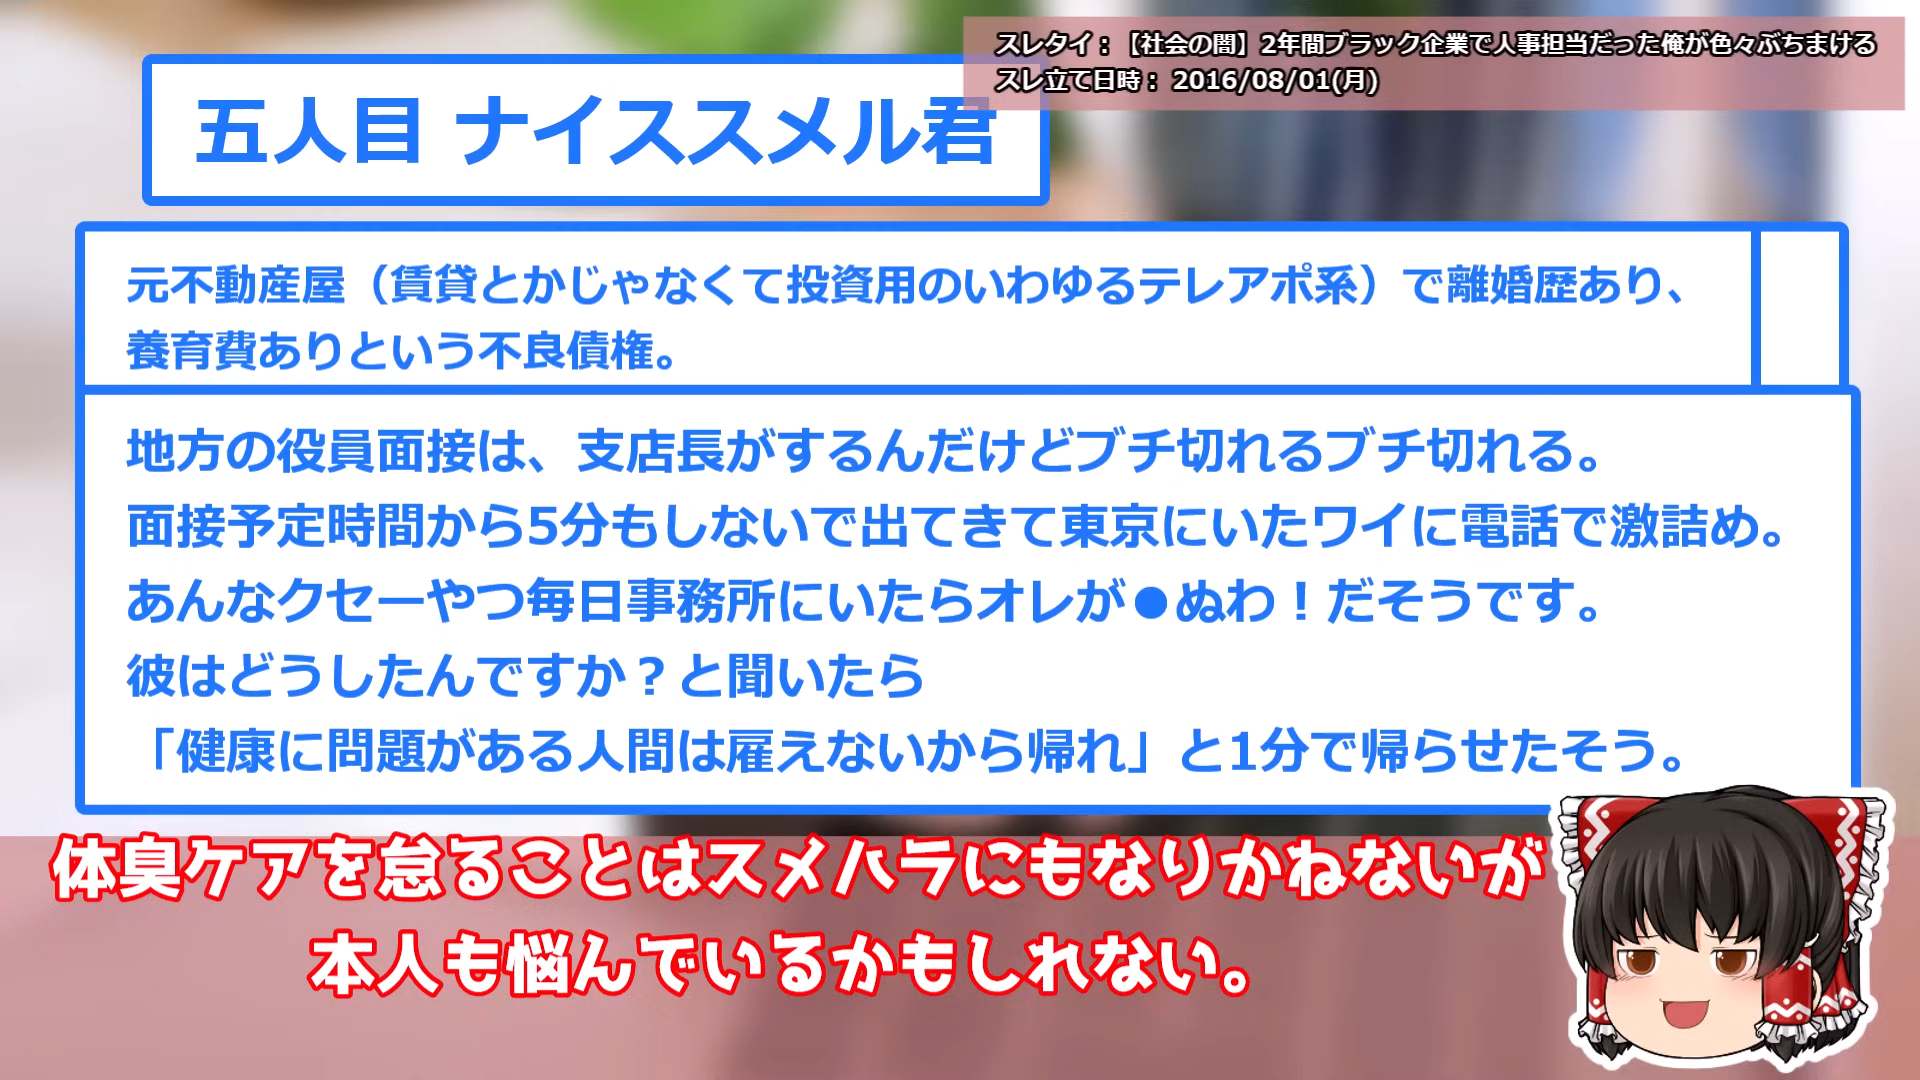 スレタイ：【社会の闇】2年間ブラック企業で人事担当だった俺が色々ぶちまける
スレ立て日時： 2016/08/01(月)
五人目 ナイススメル君
元不動産屋（賃貸とかじゃなくて投資用のいわゆるテレアポ系）で離婚歴あり、
養育費ありという不良債権。
地方の役員面接は、支店長がするんだけどブチ切れるブチ切れる。
面接予定時間から5分もしないで出てきて東京にいたワイに電話で激詰め。
あんなクセーやつ毎日事務所にいたらオレが●ぬわ！だそうです。
彼はどうしたんですか？と聞いたら
「健康に問題がある人間は雇えないから帰れ」と1分で帰らせたそう。
体臭ケアを怠ることはスメハラにもなりかねないが
本人も悩んでいるかもしれない。